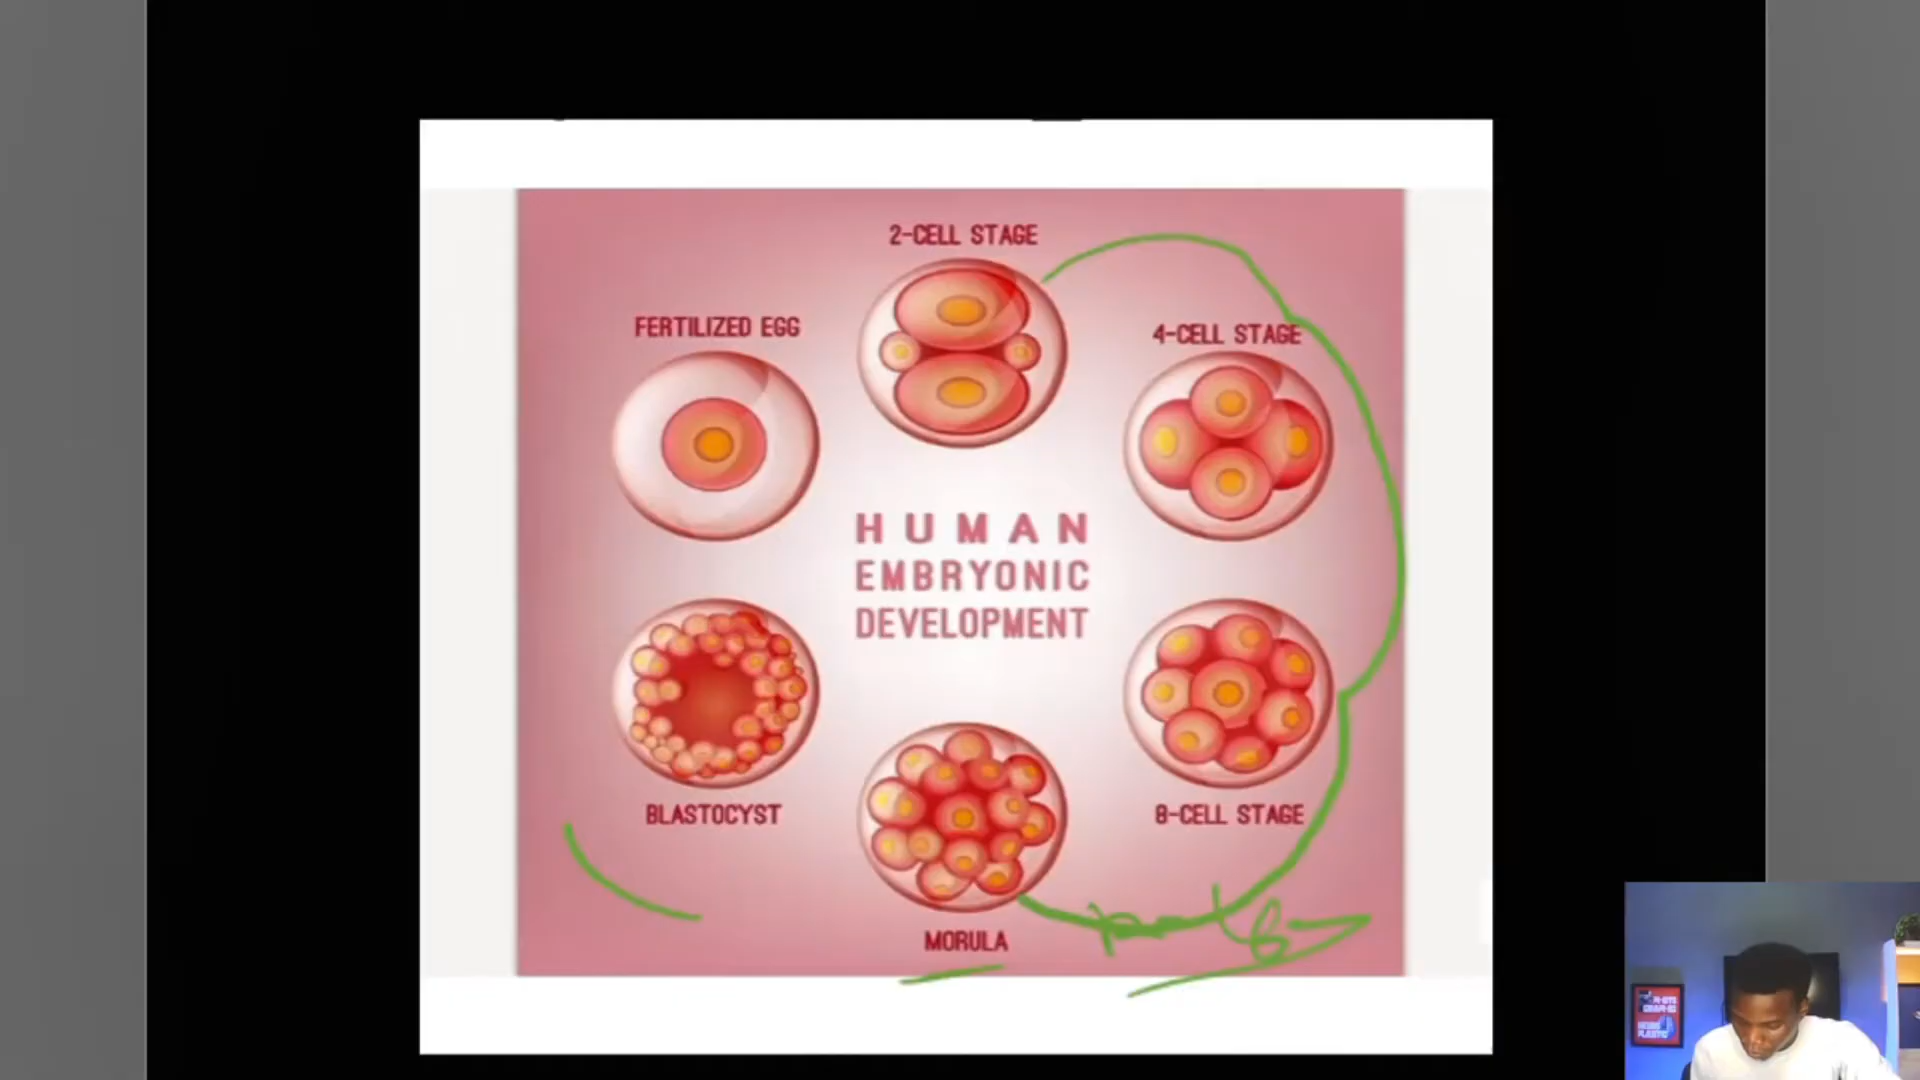 2-CELL STAGE
FERTILIZED EGG
4-CELL STAGE
HUMAN
EMBRYONIC
DEVELOPMENT
BLASTOCYST
8-CELL STAGE
MORULA